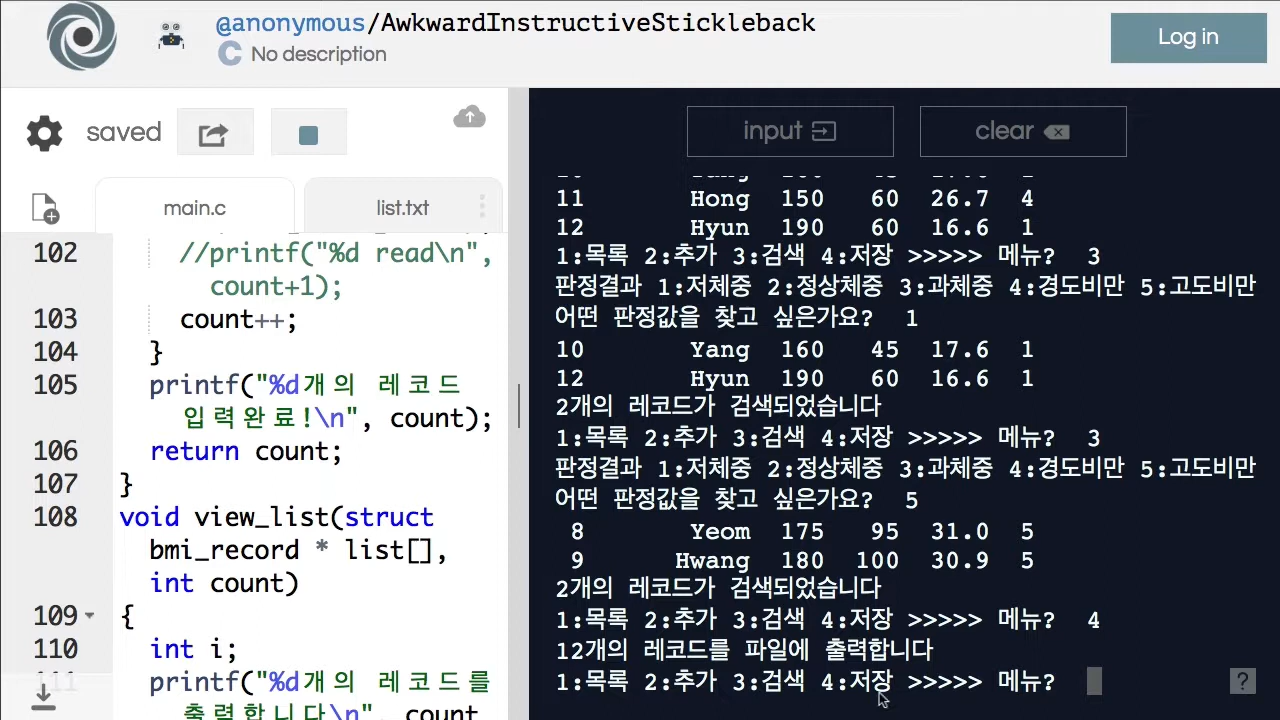 @anonymous/AwkwardInstructiveStickleback
No description
Log in
saved
main.c
list.txt
102 //printf("%d read\n",
count+1);
103 count++;
104 }
105 printf("%d개의 레코드
입력완료!\n", count);
106 return count;
107 }
108 void view_list(struct
bmi_record * list[],
int count)
109 {
110 int i;
111 printf("%d개의 레코드를
출력합니다\n", count
input
clear
11 Hong 150 60 26.7 4
12 Hyun 190 60 16.6 1
1:목록 2:추가 3:검색 4:저장 >>>>> 메뉴? 3
판정결과 1:저체중 2:정상체중 3:과체중 4:경도비만 5:고도비만
어떤 판정값을 찾고 싶은가요? 1
10 Yang 160 45 17.6 1
12 Hyun 190 60 16.6 1
2개의 레코드가 검색되었습니다
1:목록 2:추가 3:검색 4:저장 >>>>> 메뉴? 3
판정결과 1:저체중 2:정상체중 3:과체중 4:경도비만 5:고도비만
어떤 판정값을 찾고 싶은가요? 5
8 Yeom 175 95 31.0 5
9 Hwang 180 100 30.9 5
2개의 레코드가 검색되었습니다
1:목록 2:추가 3:검색 4:저장 >>>>> 메뉴? 4
12개의 레코드를 파일에 출력합니다
1:목록 2:추가 3:검색 4:저장 >>>>> 메뉴?
?